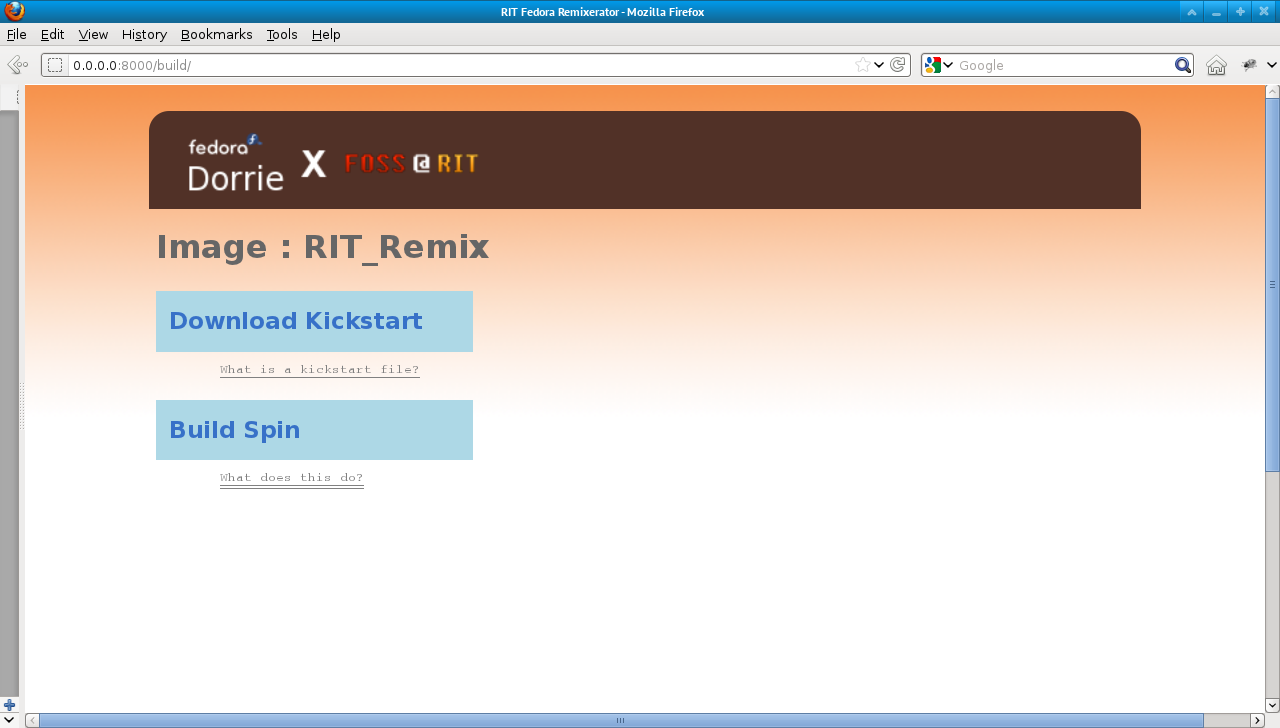 RIT Fedora Remixerator - Mozilla Firefox
File Edit View History Bookmarks Tools Help
0.0.0.0:8000/build/ Google
fedora
Dorrie X FOSS @ RIT
Image : RIT_Remix
Download Kickstart
What is a kickstart file?
Build Spin
What does this do?